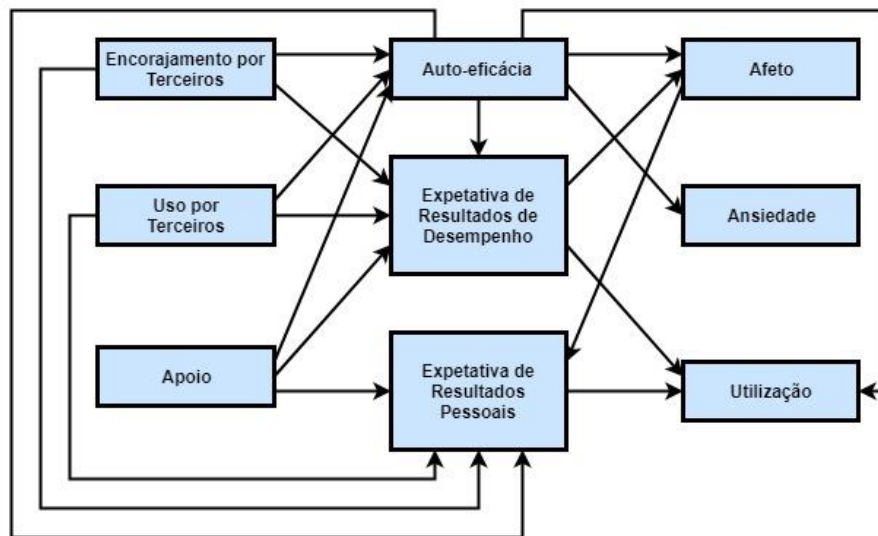 Encorajamento por
Terceiros
Auto-eficácia
Afeto
Uso por
Terceiros
Expetativa de
Resultados de
Desempenho
Ansiedade
Apoio
Expetativa de
Resultados
Pessoais
Utilização